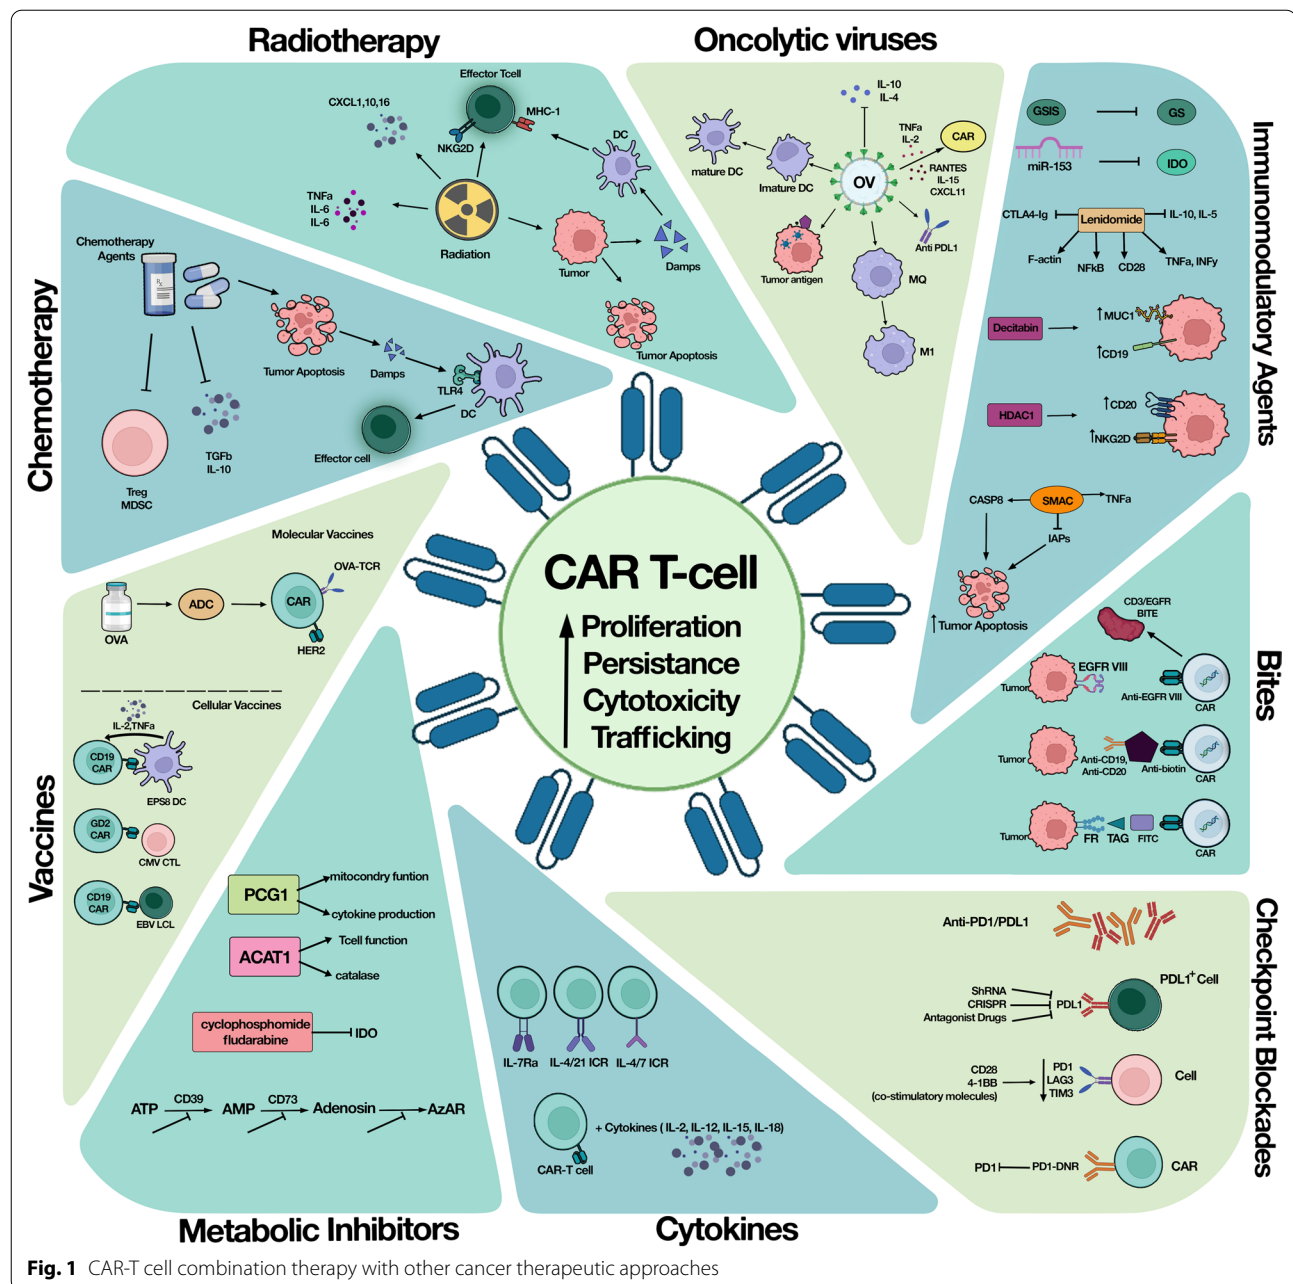 Radiotherapy
Effector Tcell
CXCL1,10,16
MHC-1
NKG2D
DC
TNFa
IL-6
IL-6
Radiation
Tumor
Damps
Tumor Apoptosis
Oncolytic viruses
IL-10
IL-4
TNFa
IL-2
CAR
mature DC
Imature DC
OV
RANTES
IL-15
CXCL11
Anti PDL1
Tumor antigen
MQ
M1
Immunomodulatory Agents
GSIS
GS
miR-153
IDO
CTLA4-Ig
Lenidomide
IL-10, IL-5
F-actin
NFkB
CD28
TNFa, INFy
Decitabin
↑MUC1
↑CD19
HDAC1
↑CD20
↑NKG2D
CASP8
SMAC
TNFa
IAPs
↑Tumor Apoptosis
Chemotherapy
Chemotherapy
Agents
Rx
Tumor Apoptosis
Damps
TLR4
DC
Effector cell
TGFb
IL-10
Treg
MDSC
CAR T-cell
Proliferation
Persistance
Cytotoxicity
Trafficking
Vaccines
Molecular Vaccines
OVA-TCR
OVA
ADC
CAR
HER2
Cellular Vaccines
IL-2,TNFa
CD19
CAR
EPS8 DC
GD2
CAR
CMV CTL
CD19
CAR
EBV LCL
Bites
CD3/EGFR
BITE
EGFR VIII
Tumor
Anti-EGFR VIII
CAR
Tumor
Anti-CD19,
Anti-CD20
Anti-biotin
CAR
Tumor
FR
TAG
FITC
CAR
PCG1
mitocondry funtion
cytokine production
ACAT1
Tcell function
catalase
cyclophosphomide
fludarabine
IDO
ATP
CD39
AMP
CD73
Adenosin
AzAR
Metabolic Inhibitors
IL-7Ra
IL-4/21 ICR
IL-4/7 ICR
+ Cytokines ( IL-2, IL-12, IL-15, IL-18)
CAR-T cell
Cytokines
Checkpoint Blockades
Anti-PD1/PDL1
PDL1+ Cell
ShRNA
CRISPR
Antagonist Drugs
PDL1
CD28
4-1BB
(co-stimulatory molecules)
PD1
LAG3
TIM3
Cell
PD1
PD1-DNR
CAR
Fig. 1 CAR-T cell combination therapy with other cancer therapeutic approaches